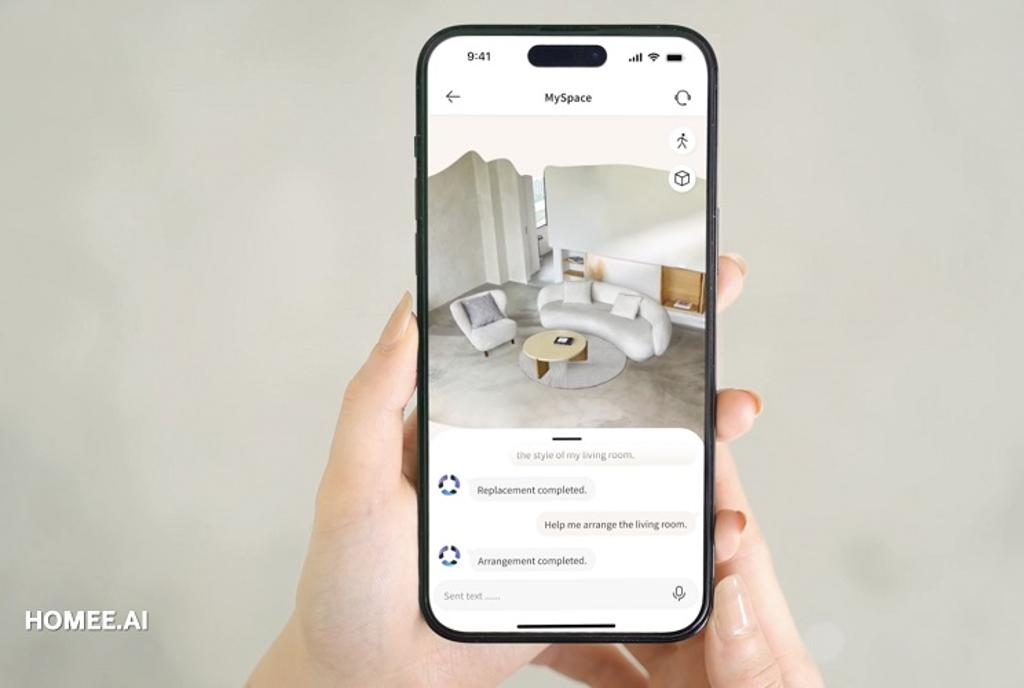 9:41
MySpace
the style of my living room.
Replacement completed.
Help me arrange the living room.
Arrangement completed.
Sent text ......
HOMEE.AI